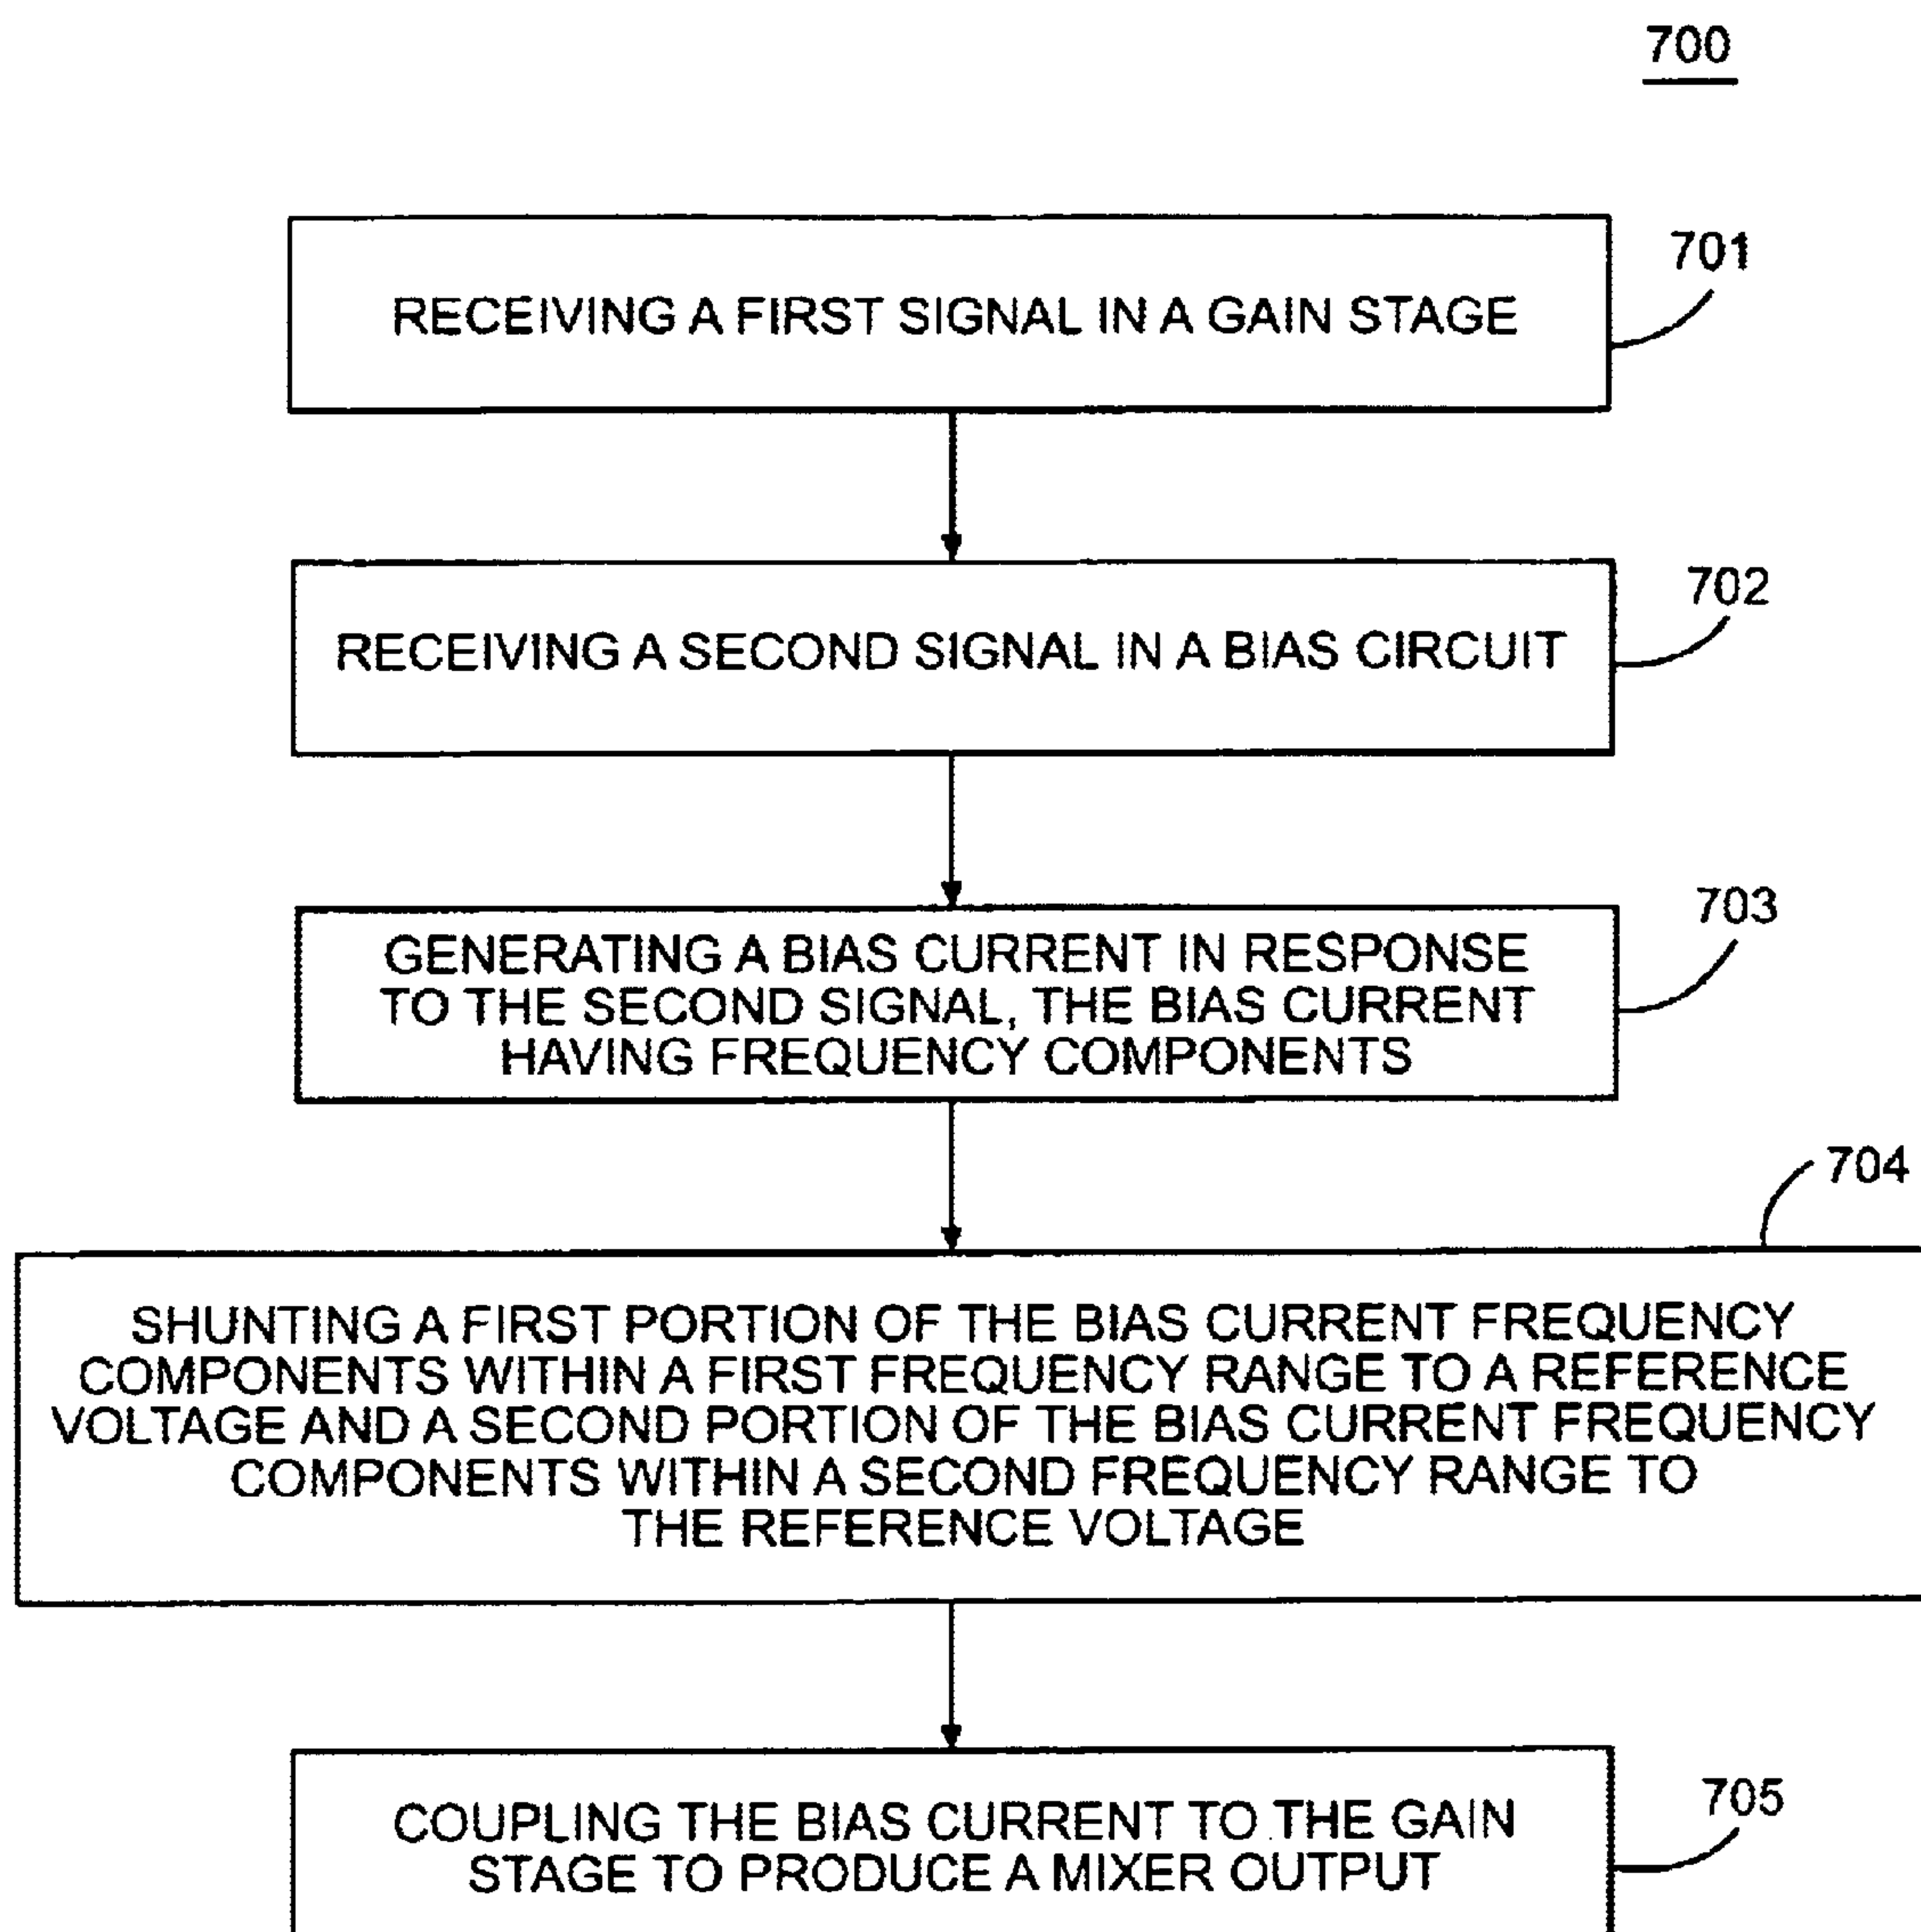 700
RECEIVING A FIRST SIGNAL IN A GAIN STAGE
701
RECEIVING A SECOND SIGNAL IN A BIAS CIRCUIT
702
GENERATING A BIAS CURRENT IN RESPONSE
TO THE SECOND SIGNAL, THE BIAS CURRENT
HAVING FREQUENCY COMPONENTS
703
704
SHUNTING A FIRST PORTION OF THE BIAS CURRENT FREQUENCY
COMPONENTS WITHIN A FIRST FREQUENCY RANGE TO A REFERENCE
VOLTAGE AND A SECOND PORTION OF THE BIAS CURRENT FREQUENCY
COMPONENTS WITHIN A SECOND FREQUENCY RANGE TO
THE REFERENCE VOLTAGE
COUPLING THE BIAS CURRENT TO THE GAIN
STAGE TO PRODUCE A MIXER OUTPUT
705